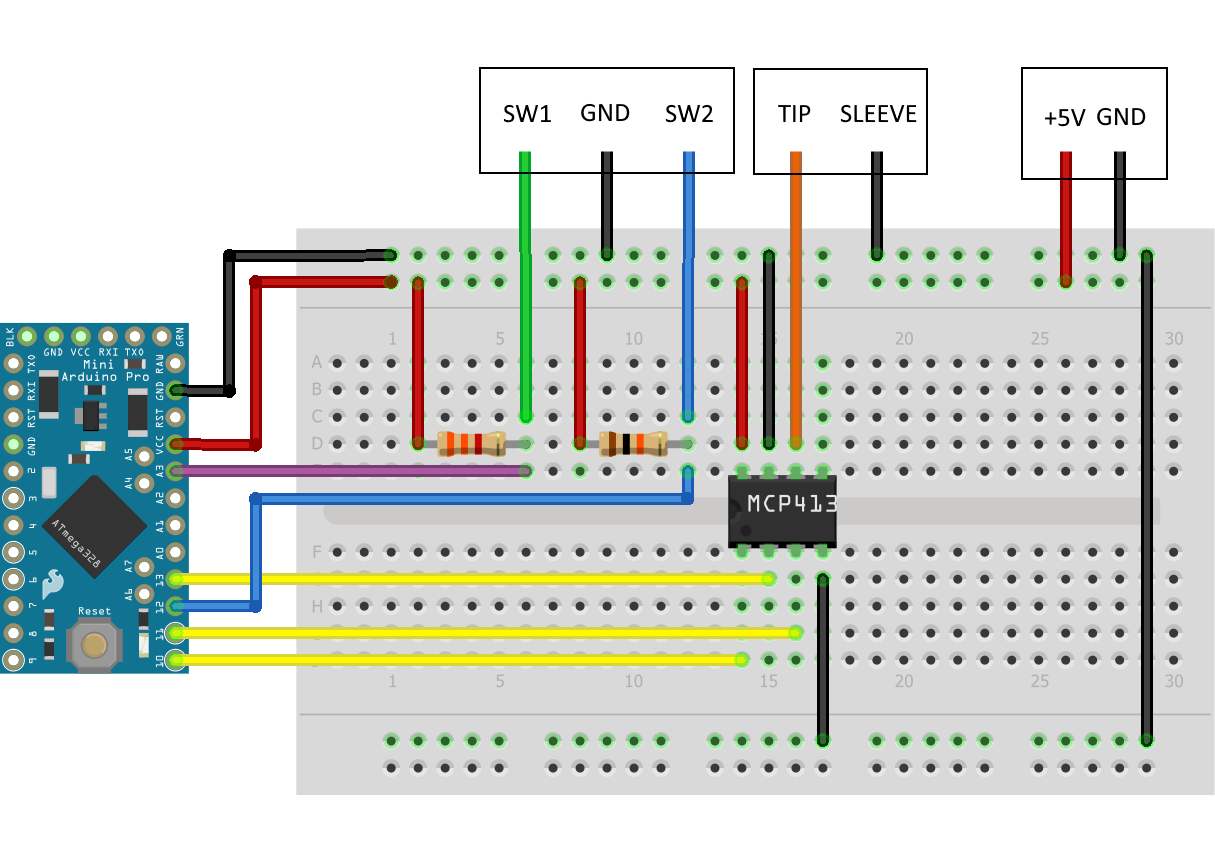 SW1 GND SW2
TIP SLEEVE
+5V GND
1 5 10 15 20 25 30
A
B
C
D
F
H
1 5 10 15 20 25 30
BLK GND VCC RXI TXO GRN
Mini
Arduino Pro
TXO
RXI
RST
GND
2
3
4
5
6
7
8
9
RAW
GND
RST
VCC
A3
A2
A1
A0
13
12
11
10
A5
A4
A7
A6
ATmega328
Reset
MCP413